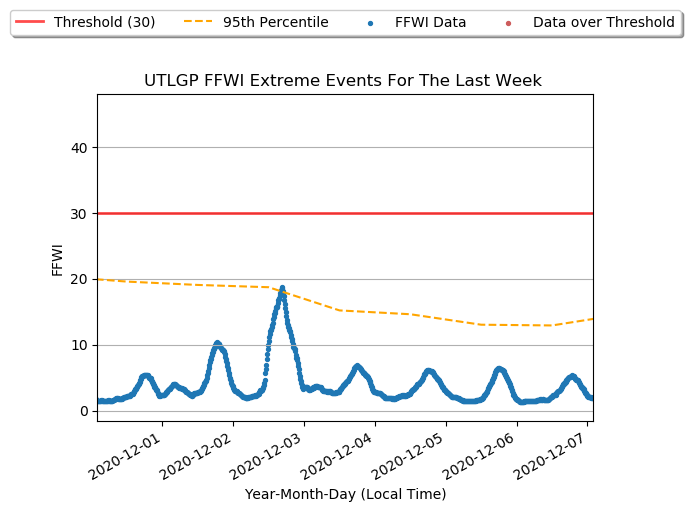 Threshold (30) 95th Percentile FFWI Data Data over Threshold
UTLGP FFWI Extreme Events For The Last Week
FFWI
40
30
20
10
0
2020-12-01 2020-12-02 2020-12-03 2020-12-04 2020-12-05 2020-12-06 2020-12-07
Year-Month-Day (Local Time)